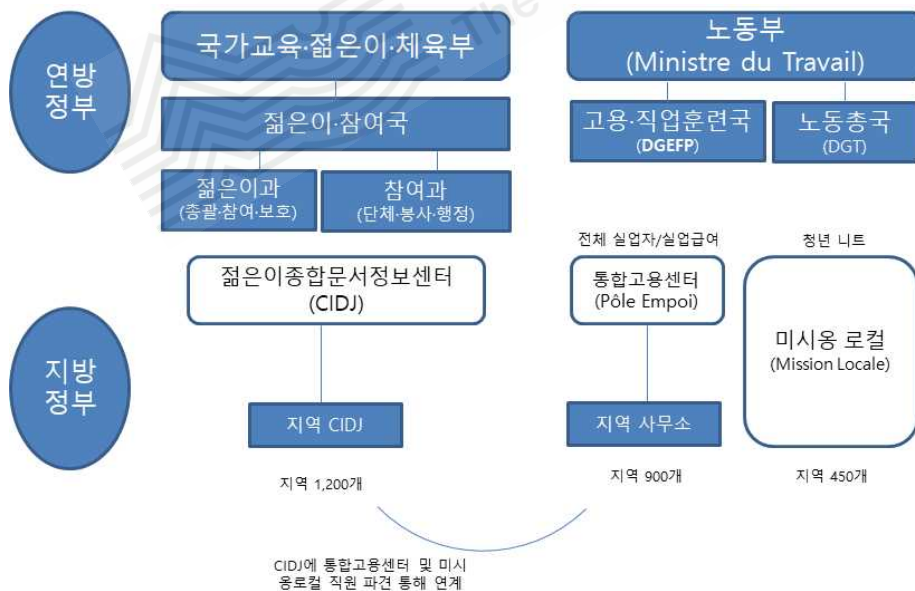 The
연방
정부
국가교육·젊은이·체육부
젊은이·참여국
젊은이과
(총괄·참여·보호)
참여과
(단체·봉사·행정)
노동부
(Ministre du Travail)
고용·직업훈련국
(DGEFP)
노동총국
(DGT)
지방
정부
젊은이종합문서정보센터
(CIDJ)
지역 CIDJ
지역 1,200개
전체 실업자/실업급여
통합고용센터
(Pôle Empoi)
지역 사무소
지역 900개
청년 니트
미시옹 로컬
(Mission Locale)
지역 450개
CIDJ에 통합고용센터 및 미시
옹로컬 직원 파견 통해 연계